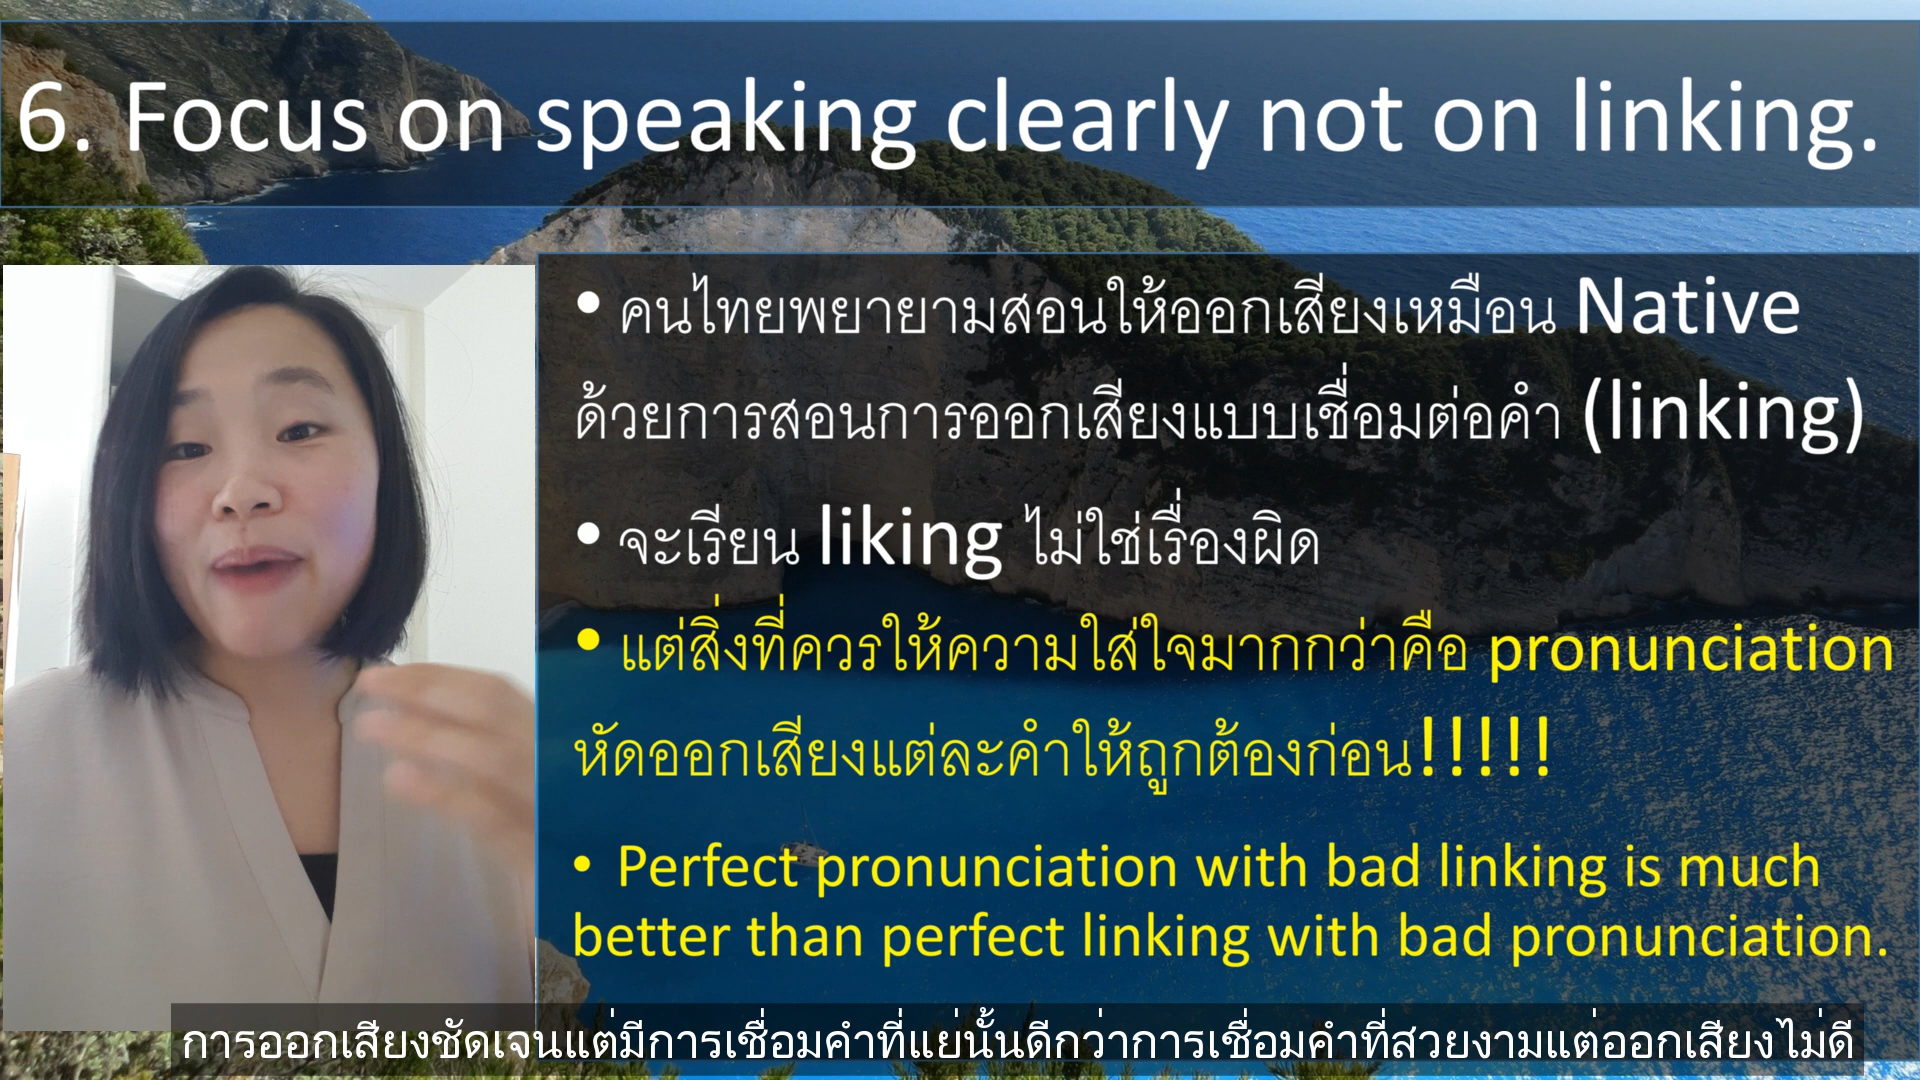 6. Focus on speaking clearly not on linking.
• คนไทยพยายามสอนให้ออกเสียงเหมือน Native
ด้วยการสอนการออกเสียงแบบเชื่อมต่อคำ (linking)
• จะเรียน liking ไม่ใช่เรื่องผิด
• แต่สิ่งที่ควรให้ความใส่ใจมากกว่าคือ pronunciation
หัดออกเสียงแต่ละคำให้ถูกต้องก่อน!!!!!
• Perfect pronunciation with bad linking is much
better than perfect linking with bad pronunciation.
การออกเสียงชัดเจนแต่มีการเชื่อมคำที่แย่นั้นดีกว่าการเชื่อมคำที่สวยงามแต่ออกเสียงไม่ดี